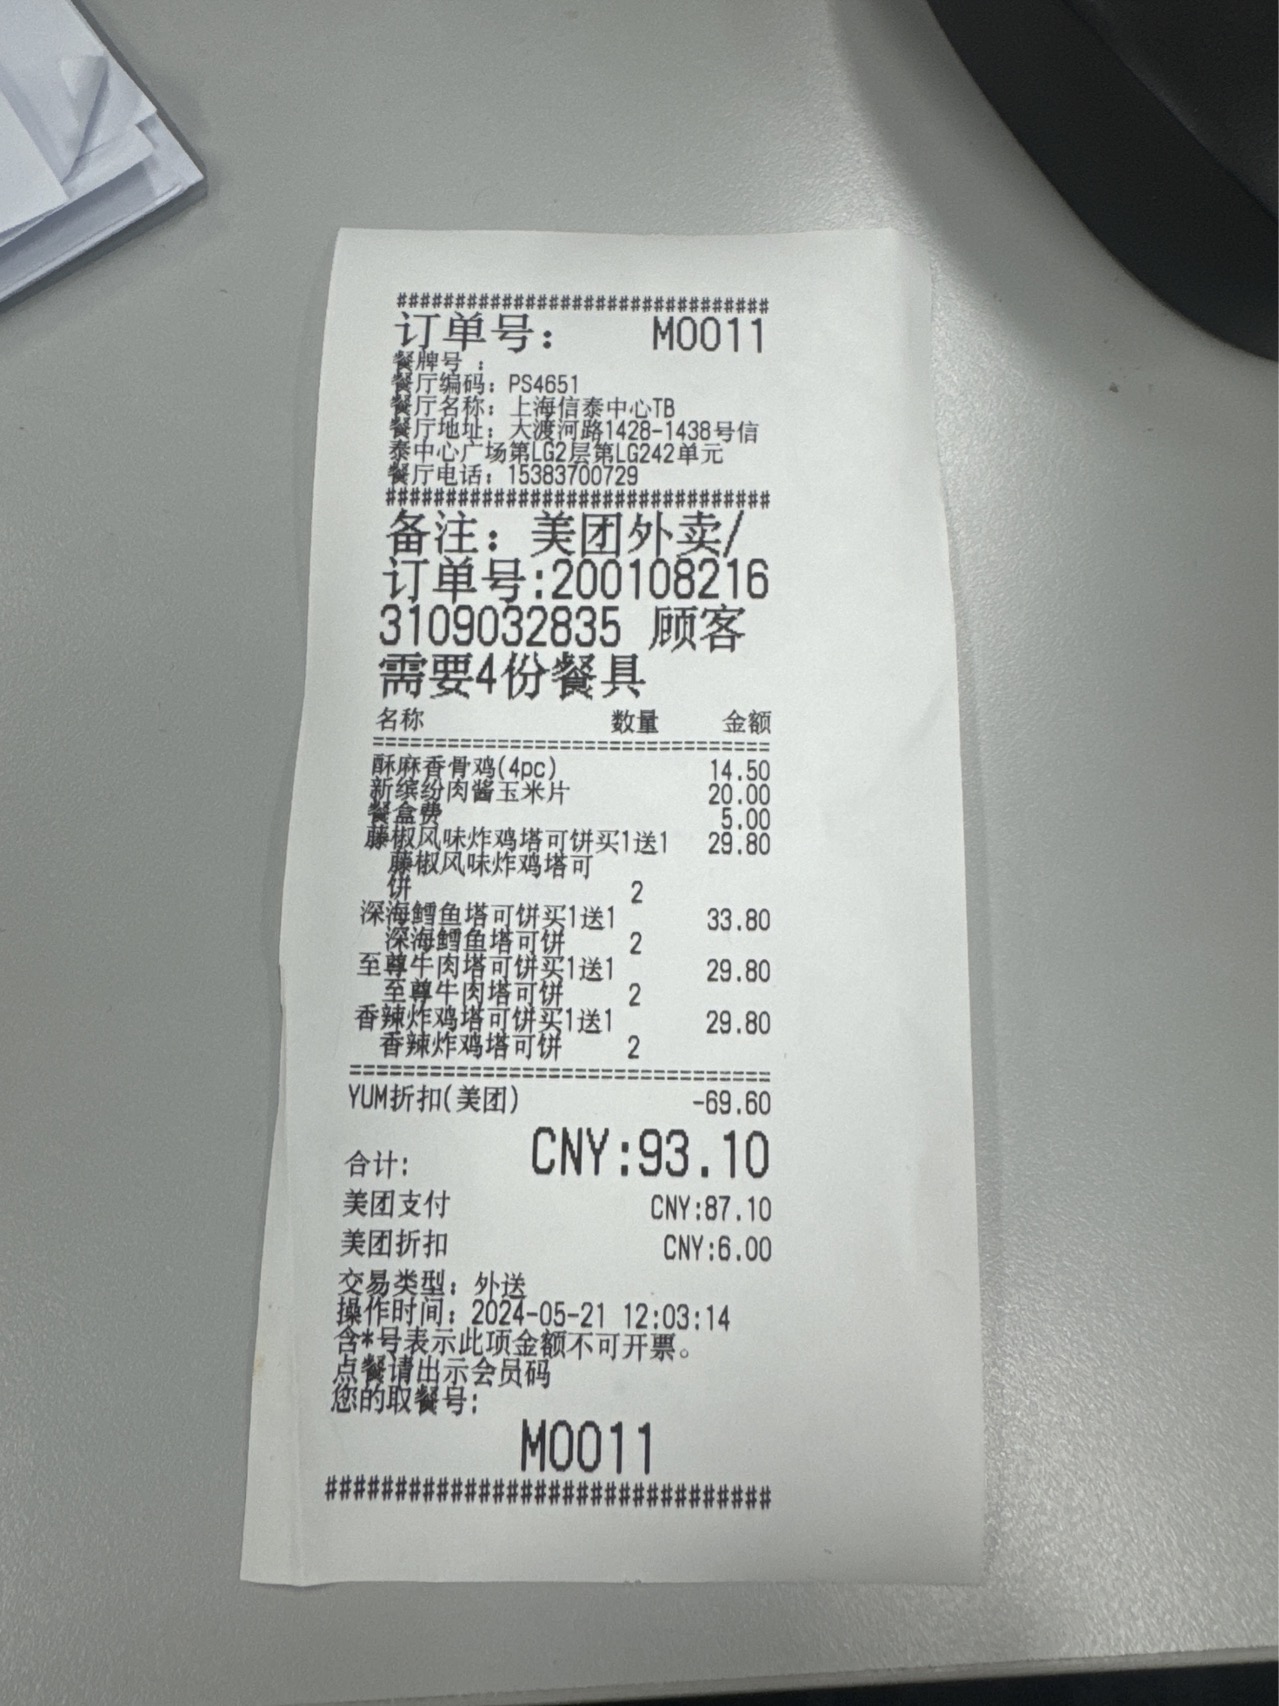 ################################
订单号： M0011
餐牌号 ：
餐厅编码：PS4651
餐厅名称：上海信泰中心TB
餐厅地址：大渡河路1428-1438号信
泰中心广场第LG2层第LG242单元
餐厅电话：15383700729
################################
备注：美团外卖/
订单号:200108216
3109032835 顾客
需要4份餐具
名称 数量 金额
================================
酥麻香骨鸡(4pc) 14.50
新缤纷肉酱玉米片 20.00
餐盒费 5.00
藤椒风味炸鸡塔可饼买1送1 29.80
藤椒风味炸鸡塔可
饼 2
深海鳕鱼塔可饼买1送1 33.80
深海鳕鱼塔可饼 2
至尊牛肉塔可饼买1送1 29.80
至尊牛肉塔可饼 2
香辣炸鸡塔可饼买1送1 29.80
香辣炸鸡塔可饼 2
================================
YUM折扣(美团) -69.60
合计: CNY:93.10
美团支付 CNY:87.10
美团折扣 CNY:6.00
交易类型：外送
操作时间：2024-05-21 12:03:14
含*号表示此项金额不可开票。
点餐请出示会员码
您的取餐号:
M0011
################################